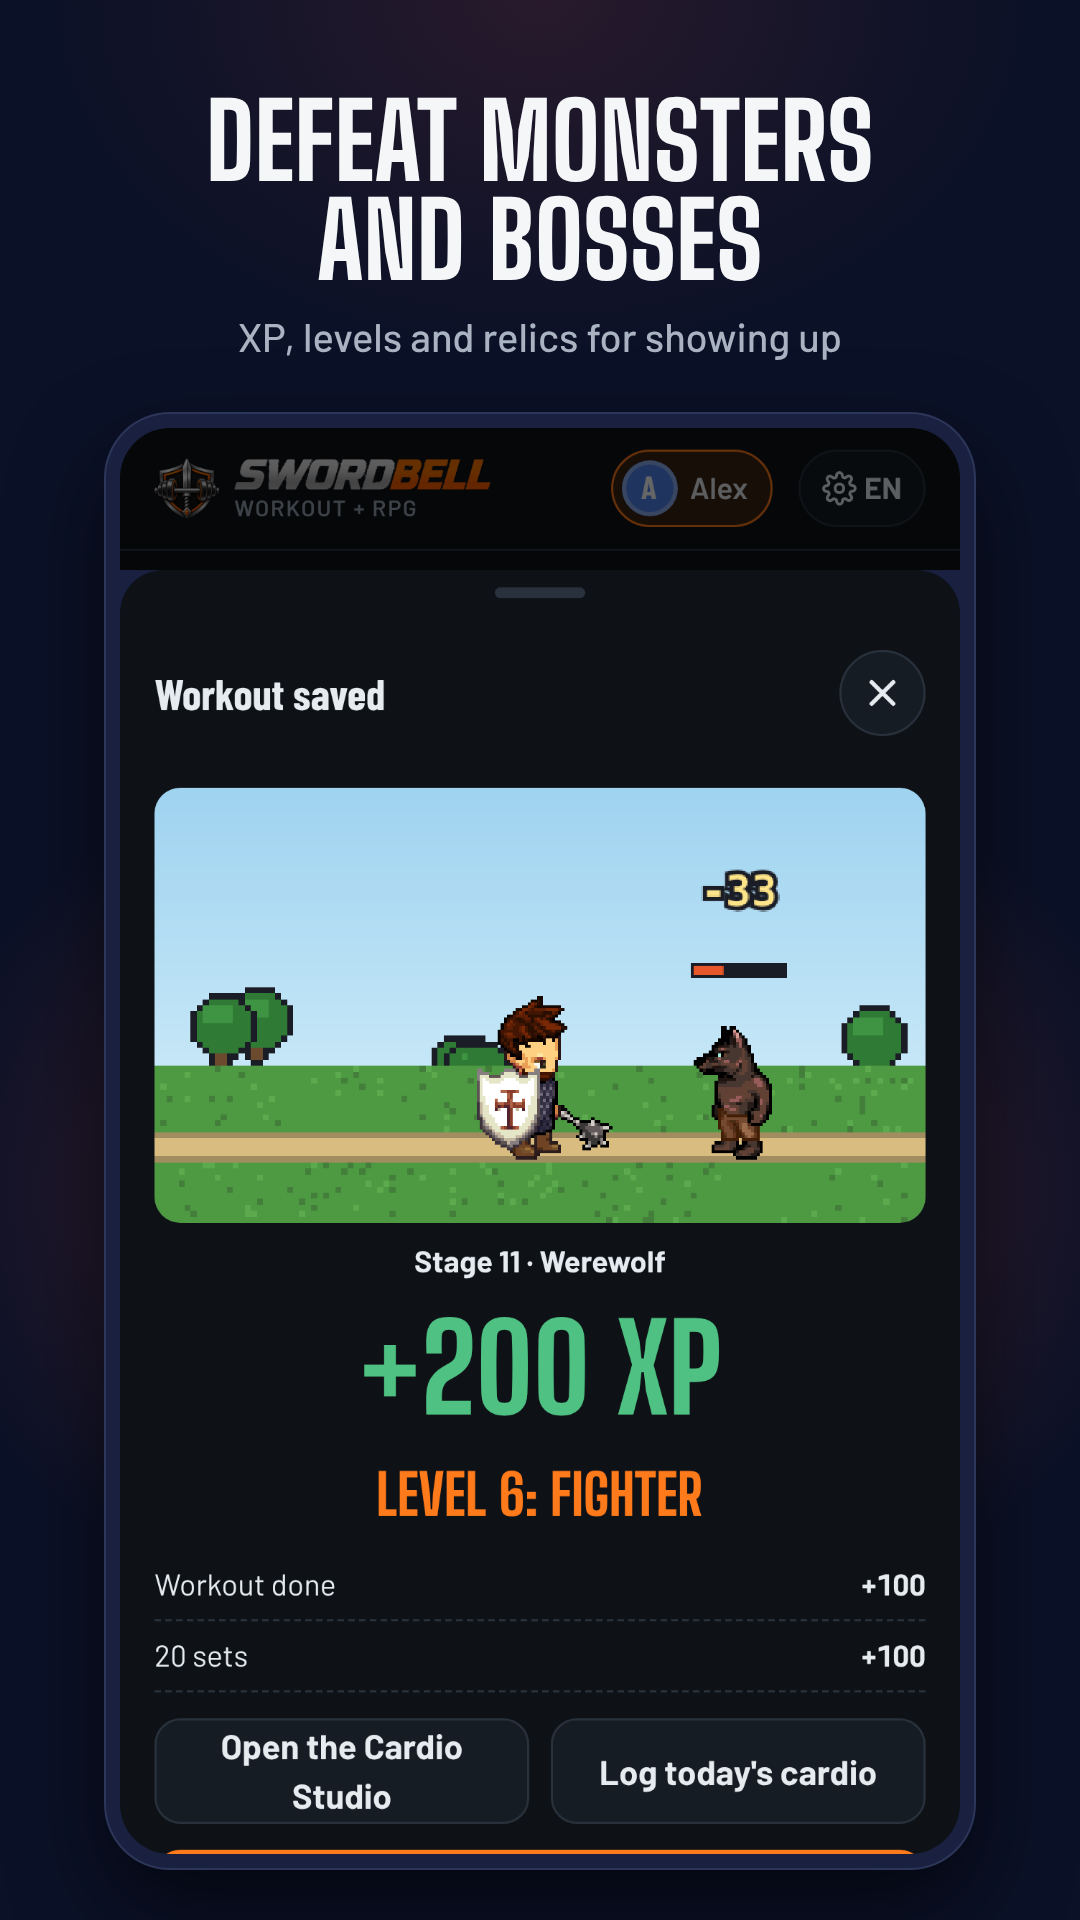 DEFEAT MONSTERS
AND BOSSES
XP, levels and relics for showing up
SWORDBELL
WORKOUT + RPG
A
Alex
EN
Workout saved
-33
Stage 11 · Werewolf
+200 XP
LEVEL 6: FIGHTER
Workout done
+100
20 sets
+100
Open the Cardio
Studio
Log today's cardio